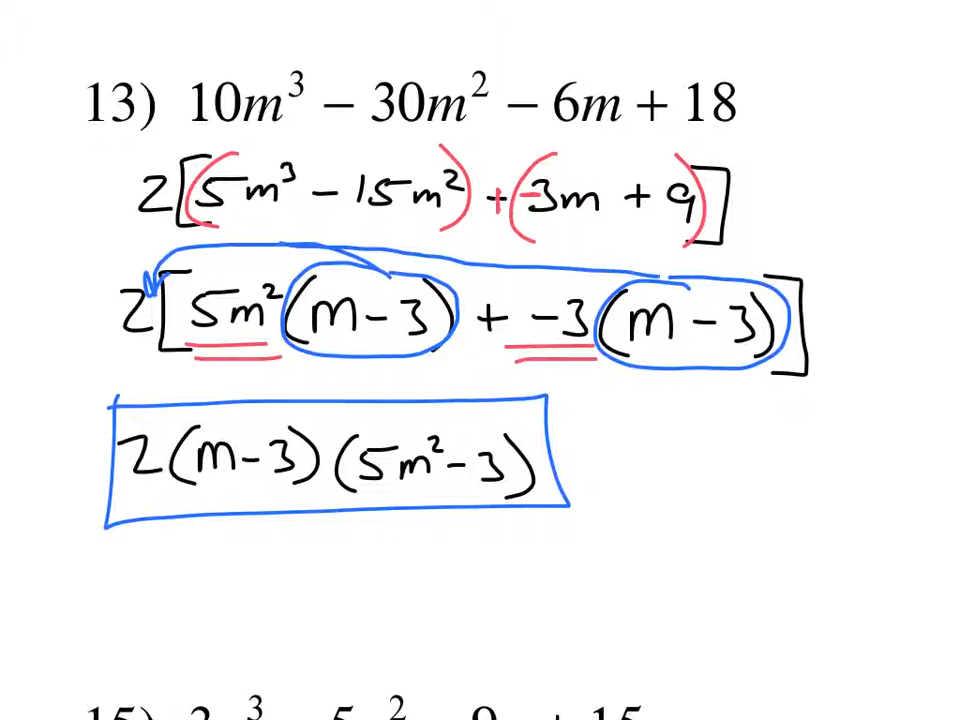 13) 10m³ − 30m² − 6m + 18
2[(5m³ − 15m²) + (-3m + 9)]
2[5m²(m − 3) + −3(m − 3)]
2(m − 3)(5m² − 3)